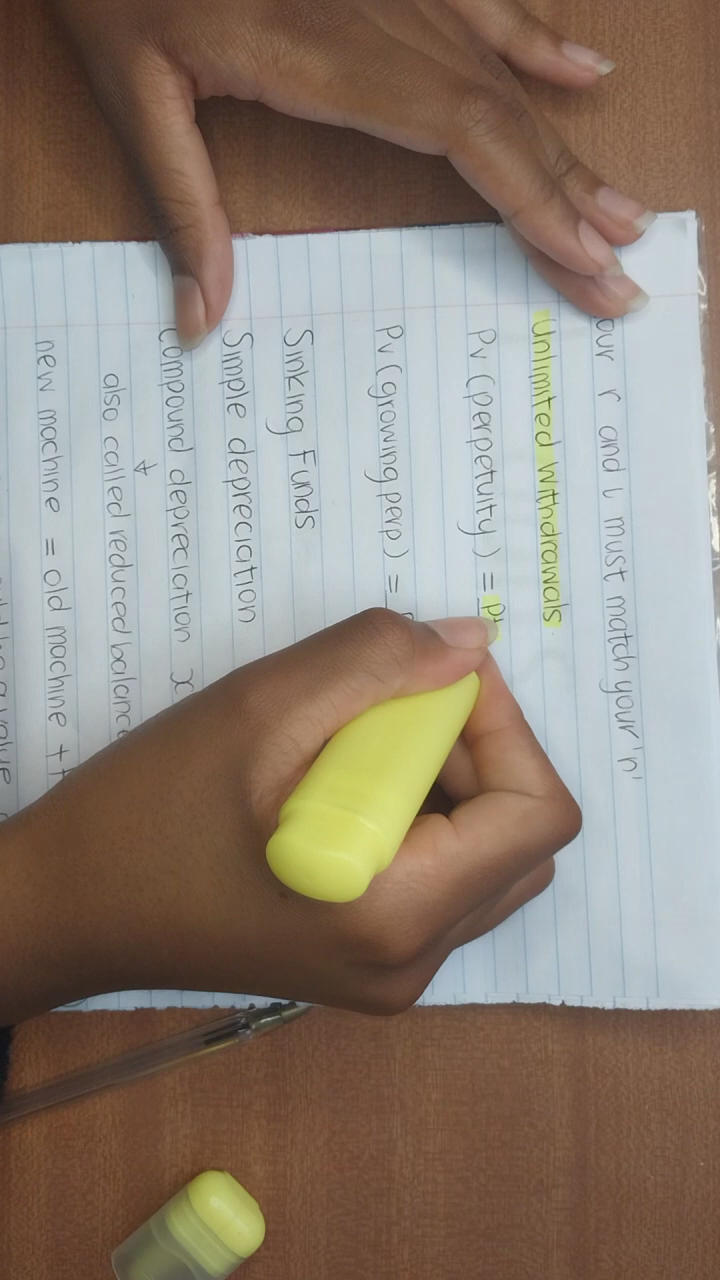 our r and i must match your 'n'
Unlimited withdrawals
Pv (perpetuity) =
Pv (growing perp) =
Sinking Funds
Simple depreciation
Compound depreciation x
also called reduced balance
new machine = old machine +
value